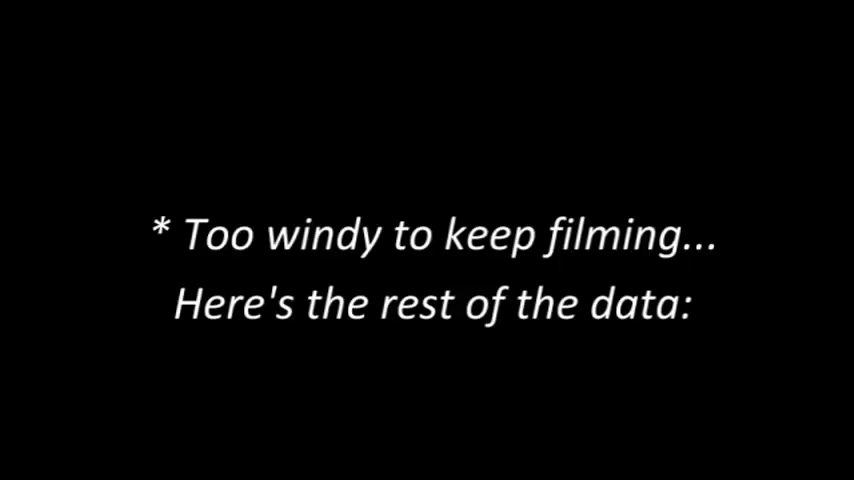 * Too windy to keep filming...
Here's the rest of the data: